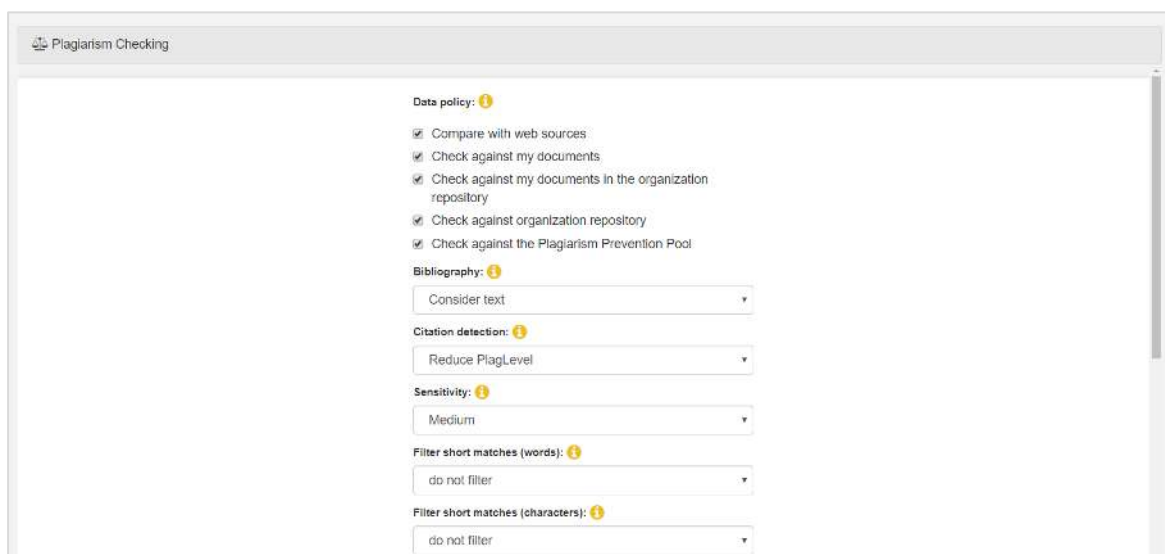 Plagiarism Checking
Data policy:
Compare with web sources
Check against my documents
Check against my documents in the organization
repository
Check against organization repository
Check against the Plagiarism Prevention Pool
Bibliography:
Consider text
Citation detection:
Reduce PlagLevel
Sensitivity:
Medium
Filter short matches (words):
do not filter
Filter short matches (characters):
do not filter